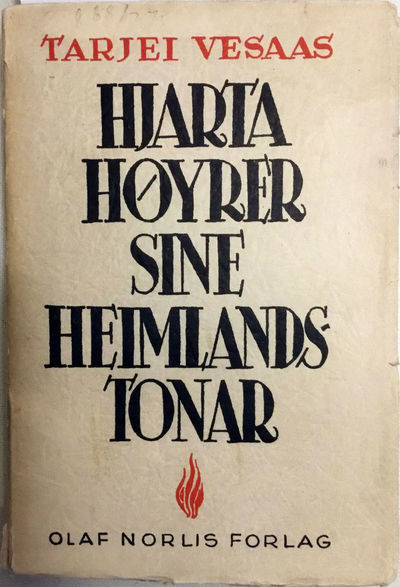 TARJEI VESAAS
HJARTA
HØYRER
SINE
HEIMLANDS-
TONAR
OLAF NORLIS FORLAG